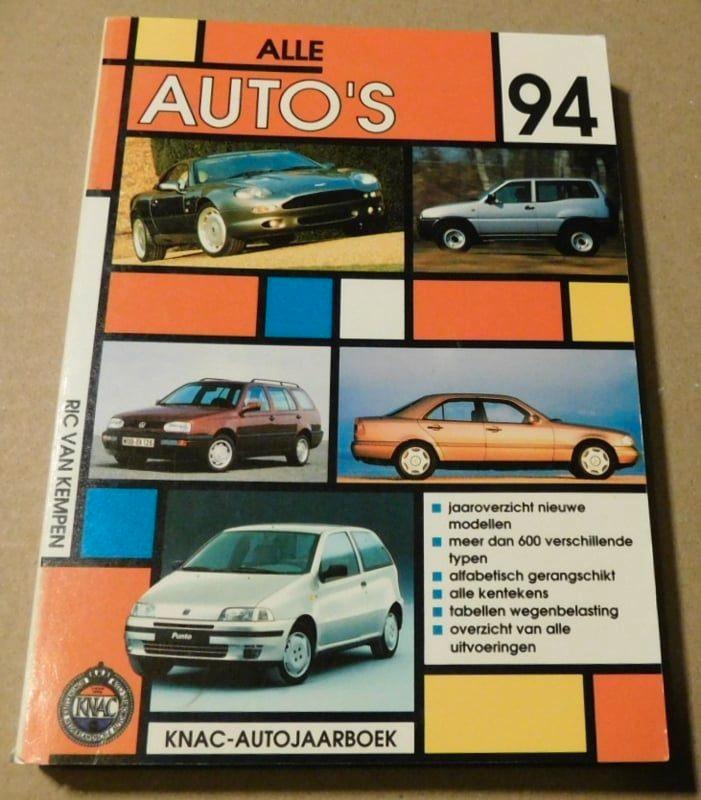 ALLE
AUTO'S
94
RIC VAN KEMPEN
Punto
jaaroverzicht nieuwe
modellen
meer dan 600 verschillende
typen
alfabetisch gerangschikt
alle kentekens
tabellen wegenbelasting
overzicht van alle
uitvoeringen
KNAC
KNAC-AUTOJAARBOEK